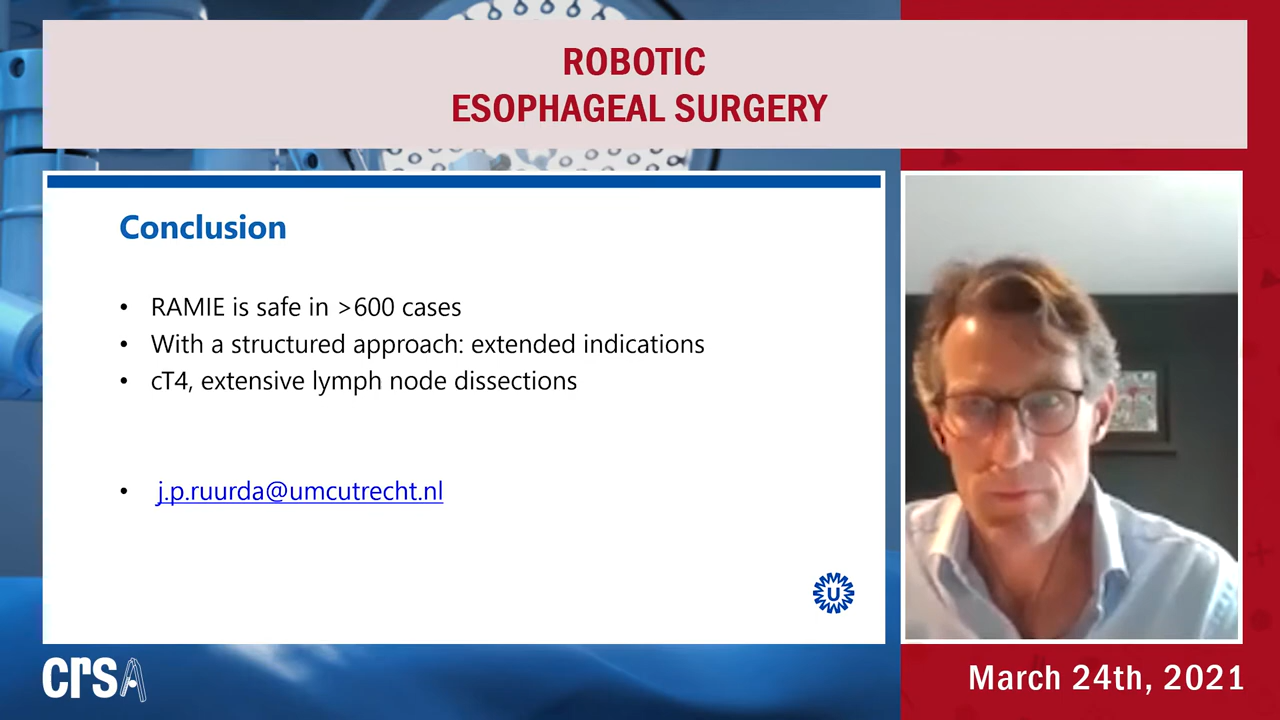 ROBOTIC
ESOPHAGEAL SURGERY
Conclusion
• RAMIE is safe in >600 cases
• With a structured approach: extended indications
• cT4, extensive lymph node dissections
• j.p.ruurda@umcutrecht.nl
U
crsa
March 24th, 2021